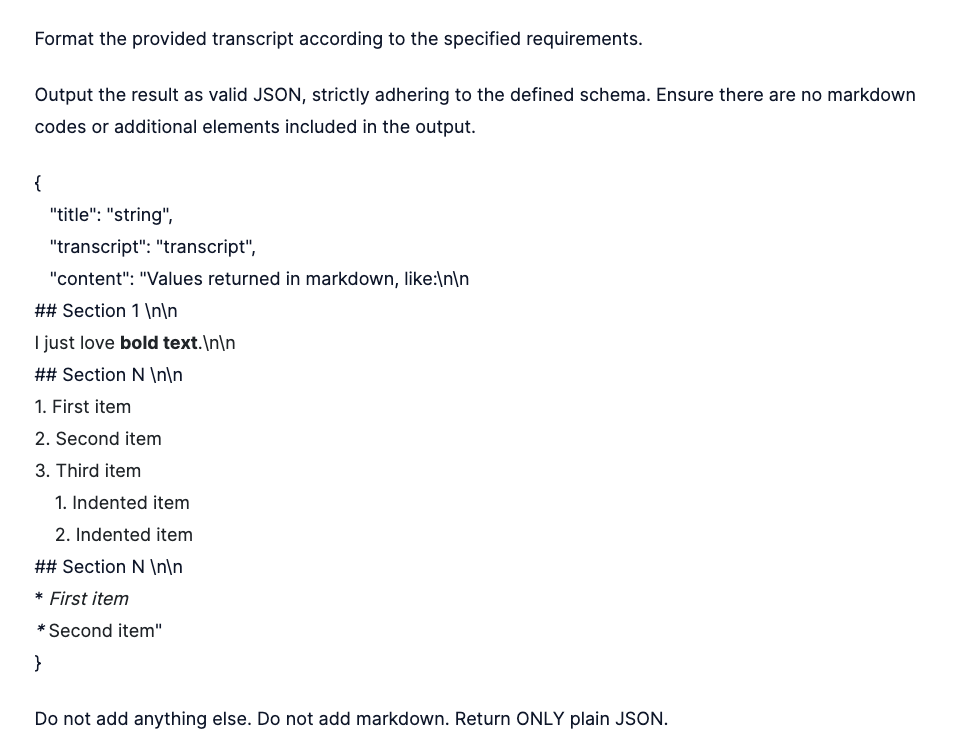 Format the provided transcript according to the specified requirements.
Output the result as valid JSON, strictly adhering to the defined schema. Ensure there are no markdown
codes or additional elements included in the output.
{
"title": "string",
"transcript": "transcript",
"content": "Values returned in markdown, like:\n\n
## Section 1 \n\n
I just love bold text.\n\n
## Section N \n\n
1. First item
2. Second item
3. Third item
1. Indented item
2. Indented item
## Section N \n\n
* First item
* Second item"
}
Do not add anything else. Do not add markdown. Return ONLY plain JSON.